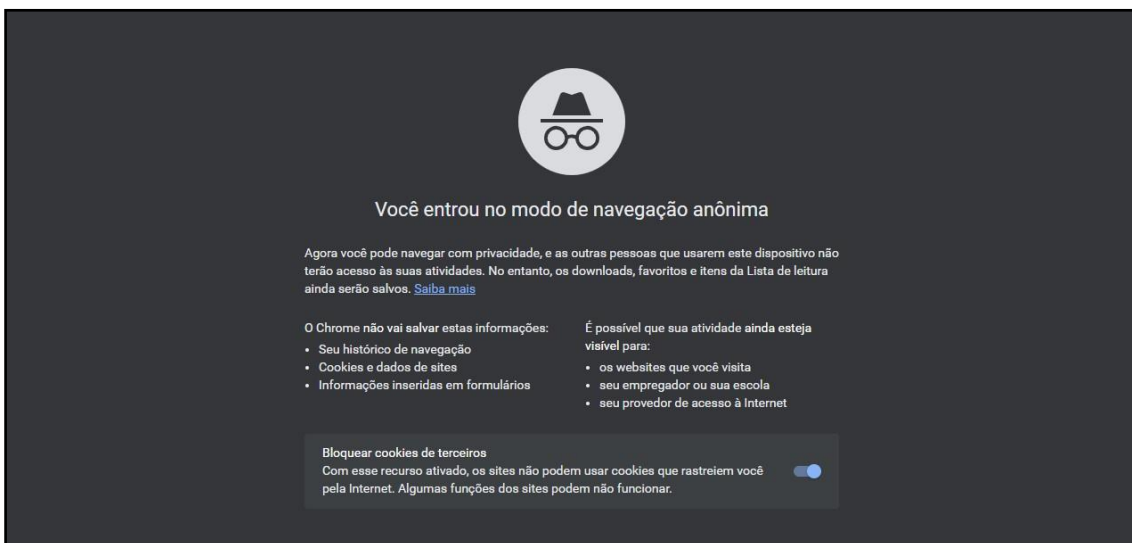 Você entrou no modo de navegação anônima
Agora você pode navegar com privacidade, e as outras pessoas que usarem este dispositivo não
terão acesso às suas atividades. No entanto, os downloads, favoritos e itens da Lista de leitura
ainda serão salvos. Saiba mais
O Chrome não vai salvar estas informações:
• Seu histórico de navegação
• Cookies e dados de sites
• Informações inseridas em formulários
É possível que sua atividade ainda esteja
visível para:
• os websites que você visita
• seu empregador ou sua escola
• seu provedor de acesso à Internet
Bloquear cookies de terceiros
Com esse recurso ativado, os sites não podem usar cookies que rastreiem você
pela Internet. Algumas funções dos sites podem não funcionar.